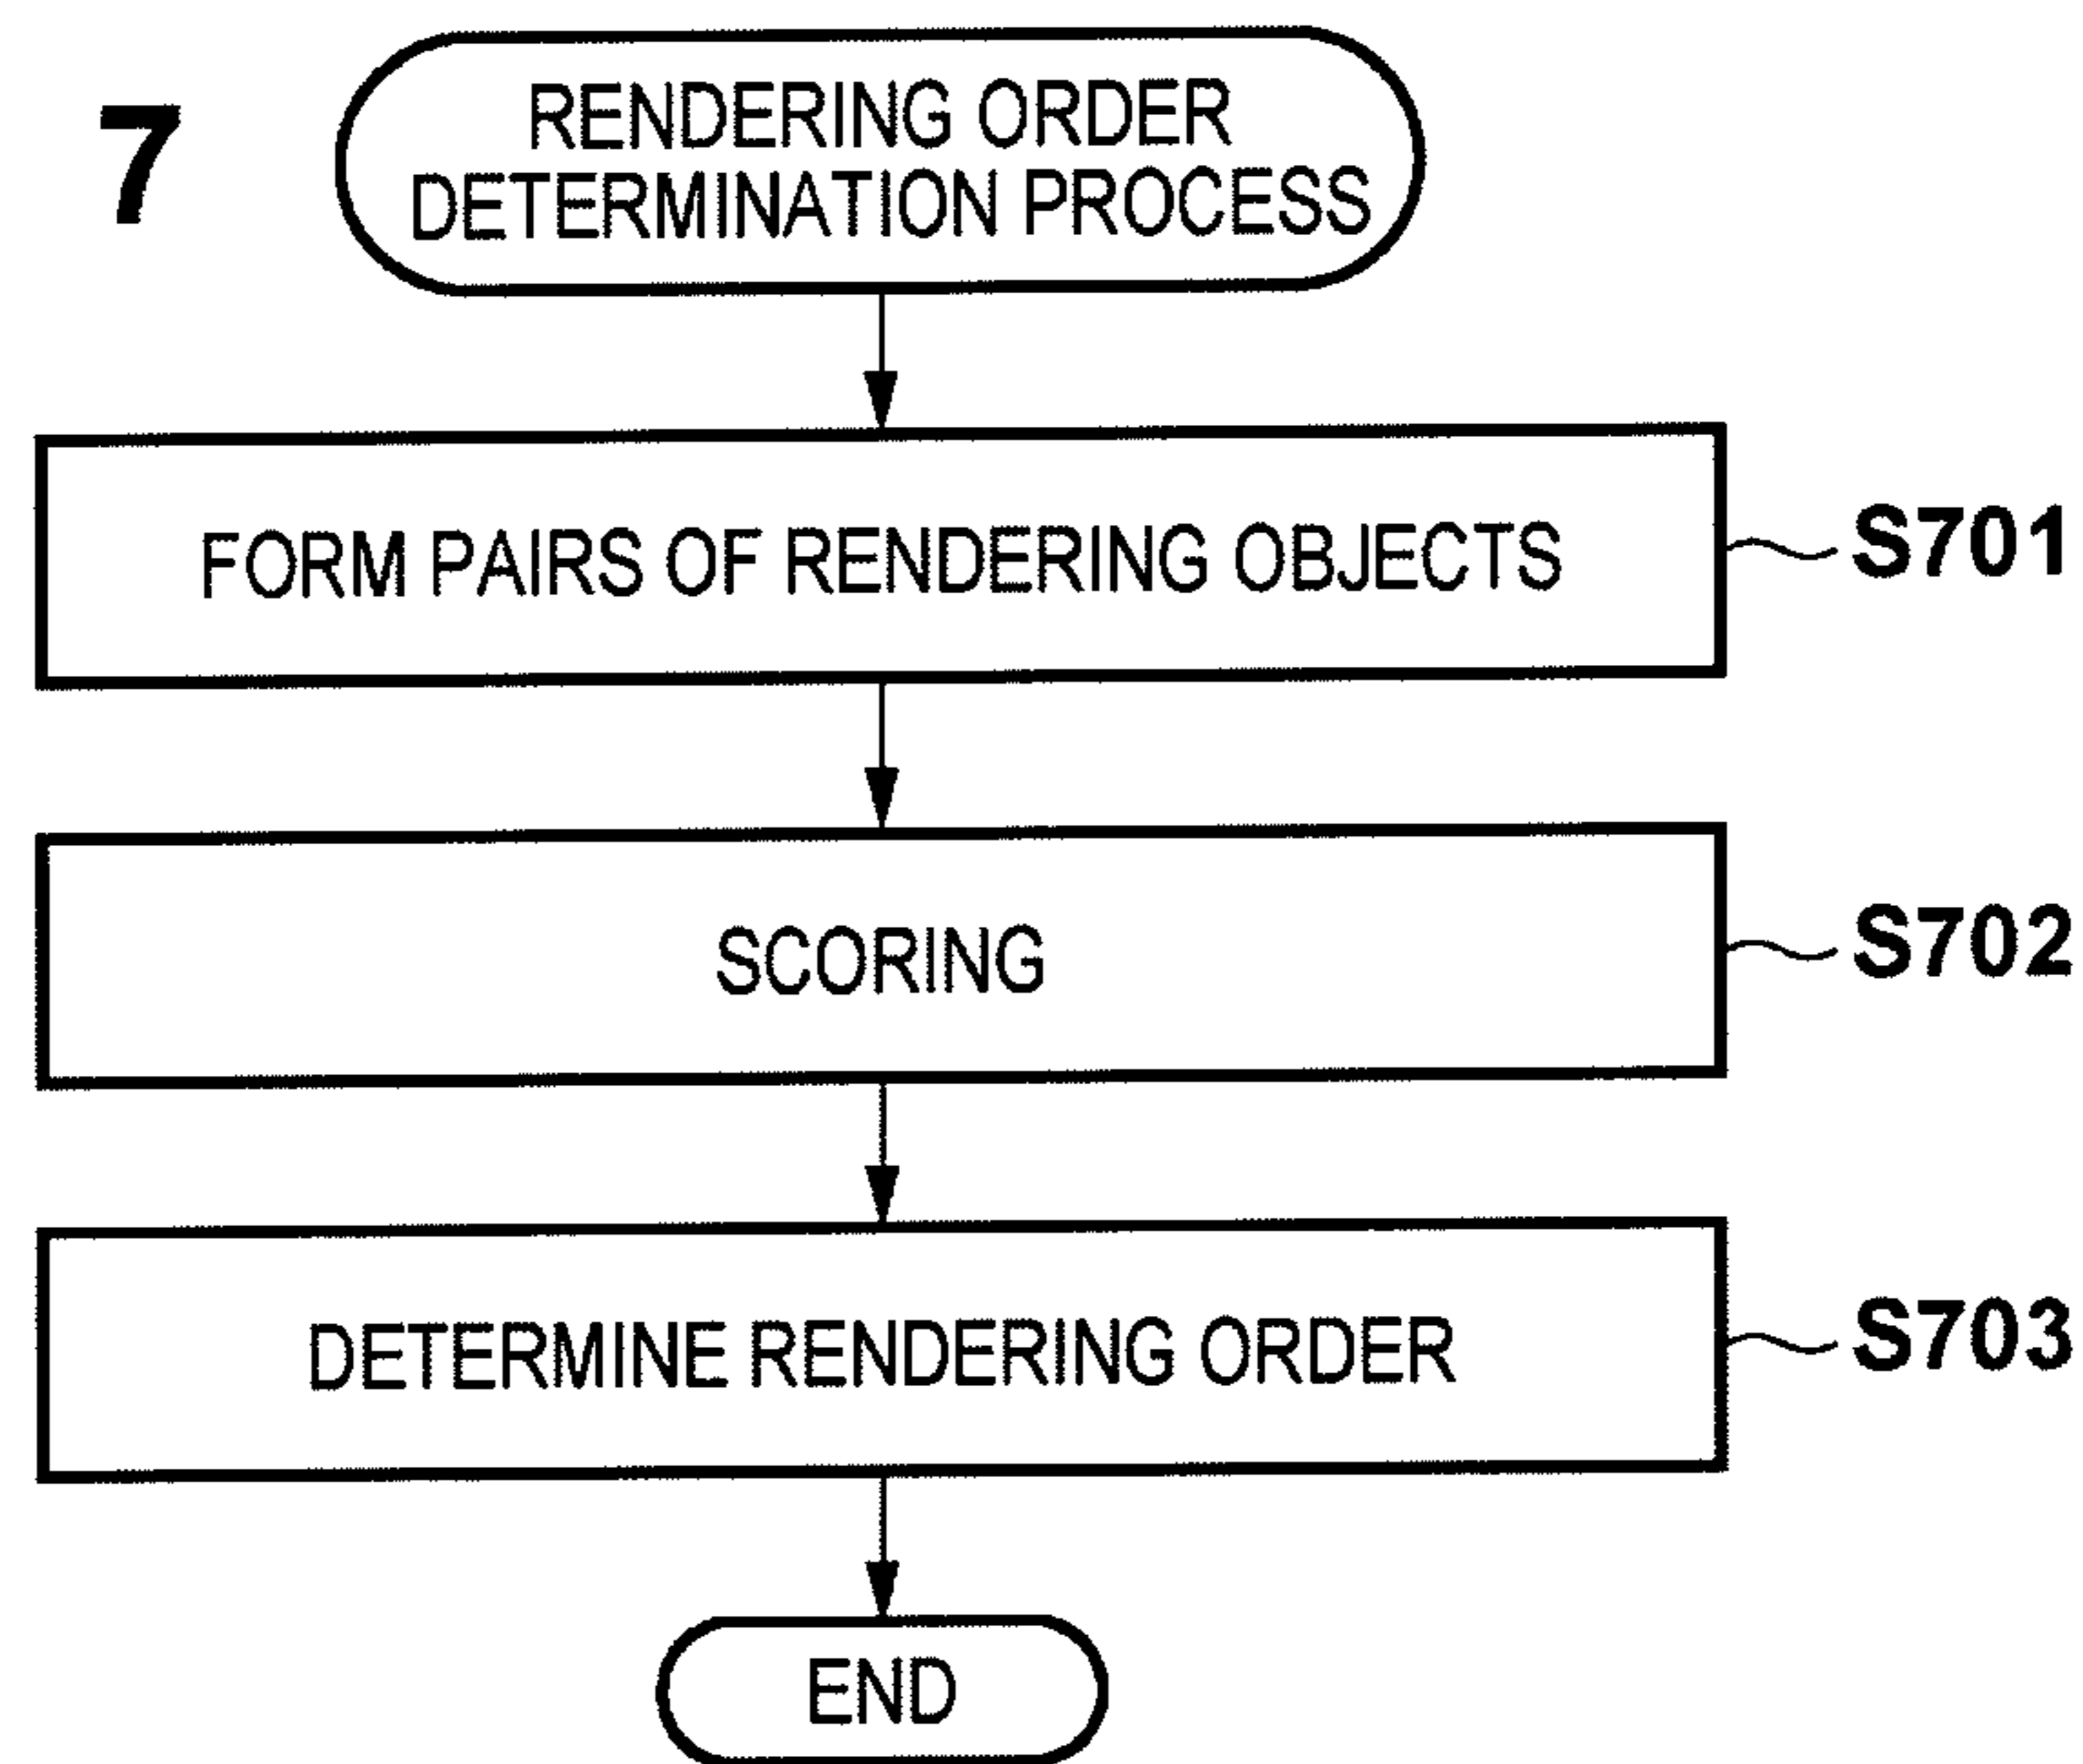 7
RENDERING ORDER
DETERMINATION PROCESS
FORM PAIRS OF RENDERING OBJECTS
S701
SCORING
S702
DETERMINE RENDERING ORDER
S703
END